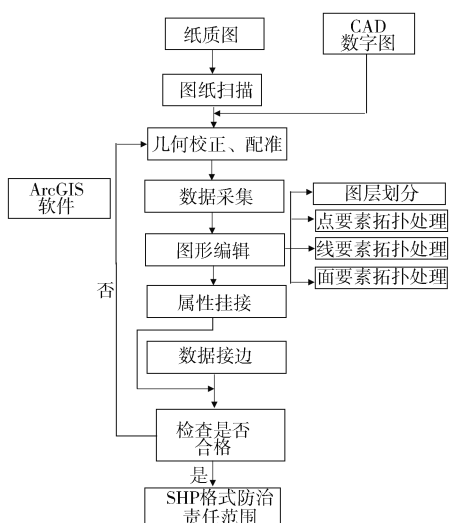 纸质图
CAD
数字图
图纸扫描
几何校正、配准
ArcGIS
软件
数据采集
图层划分
点要素拓扑处理
图形编辑
线要素拓扑处理
面要素拓扑处理
否
属性挂接
数据接边
检查是否
合格
是
SHP格式防治
责任范围